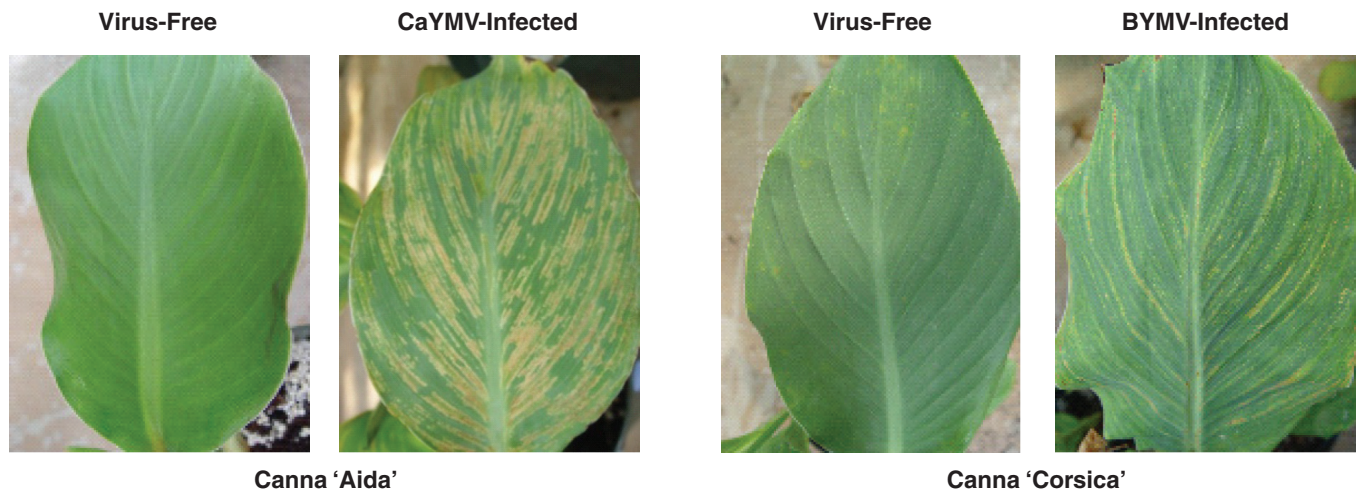 Virus-Free
CaYMV-Infected
Virus-Free
BYMV-Infected
Canna ‘Aida’
Canna ‘Corsica’